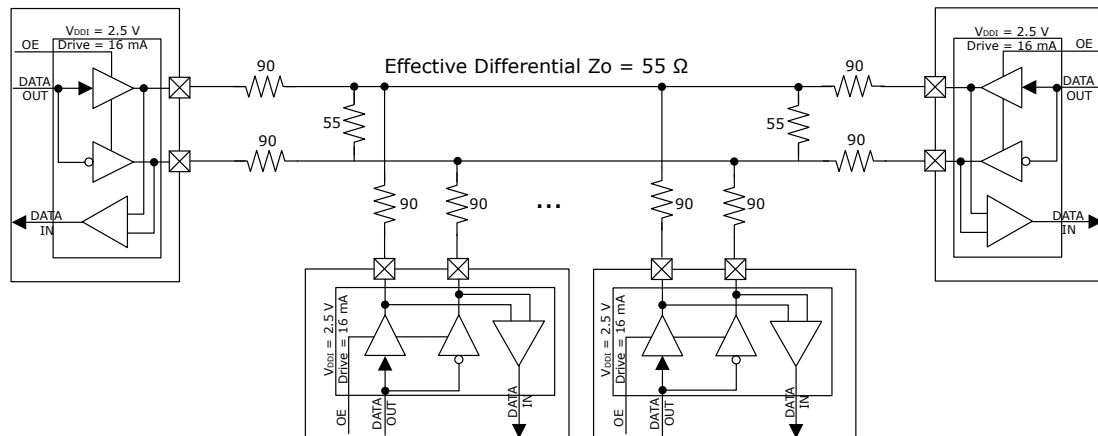 VDDI = 2.5 V
Drive = 16 mA
OE
DATA
OUT
DATA
IN
90
90
55
Effective Differential Zo = 55 Ω
90
90
55
VDDI = 2.5 V
Drive = 16 mA
OE
DATA
OUT
DATA
IN
90
90
...
90
90
VDDI = 2.5 V
Drive = 16 mA
OE
DATA
OUT
DATA
IN
VDDI = 2.5 V
Drive = 16 mA
OE
DATA
OUT
DATA
IN